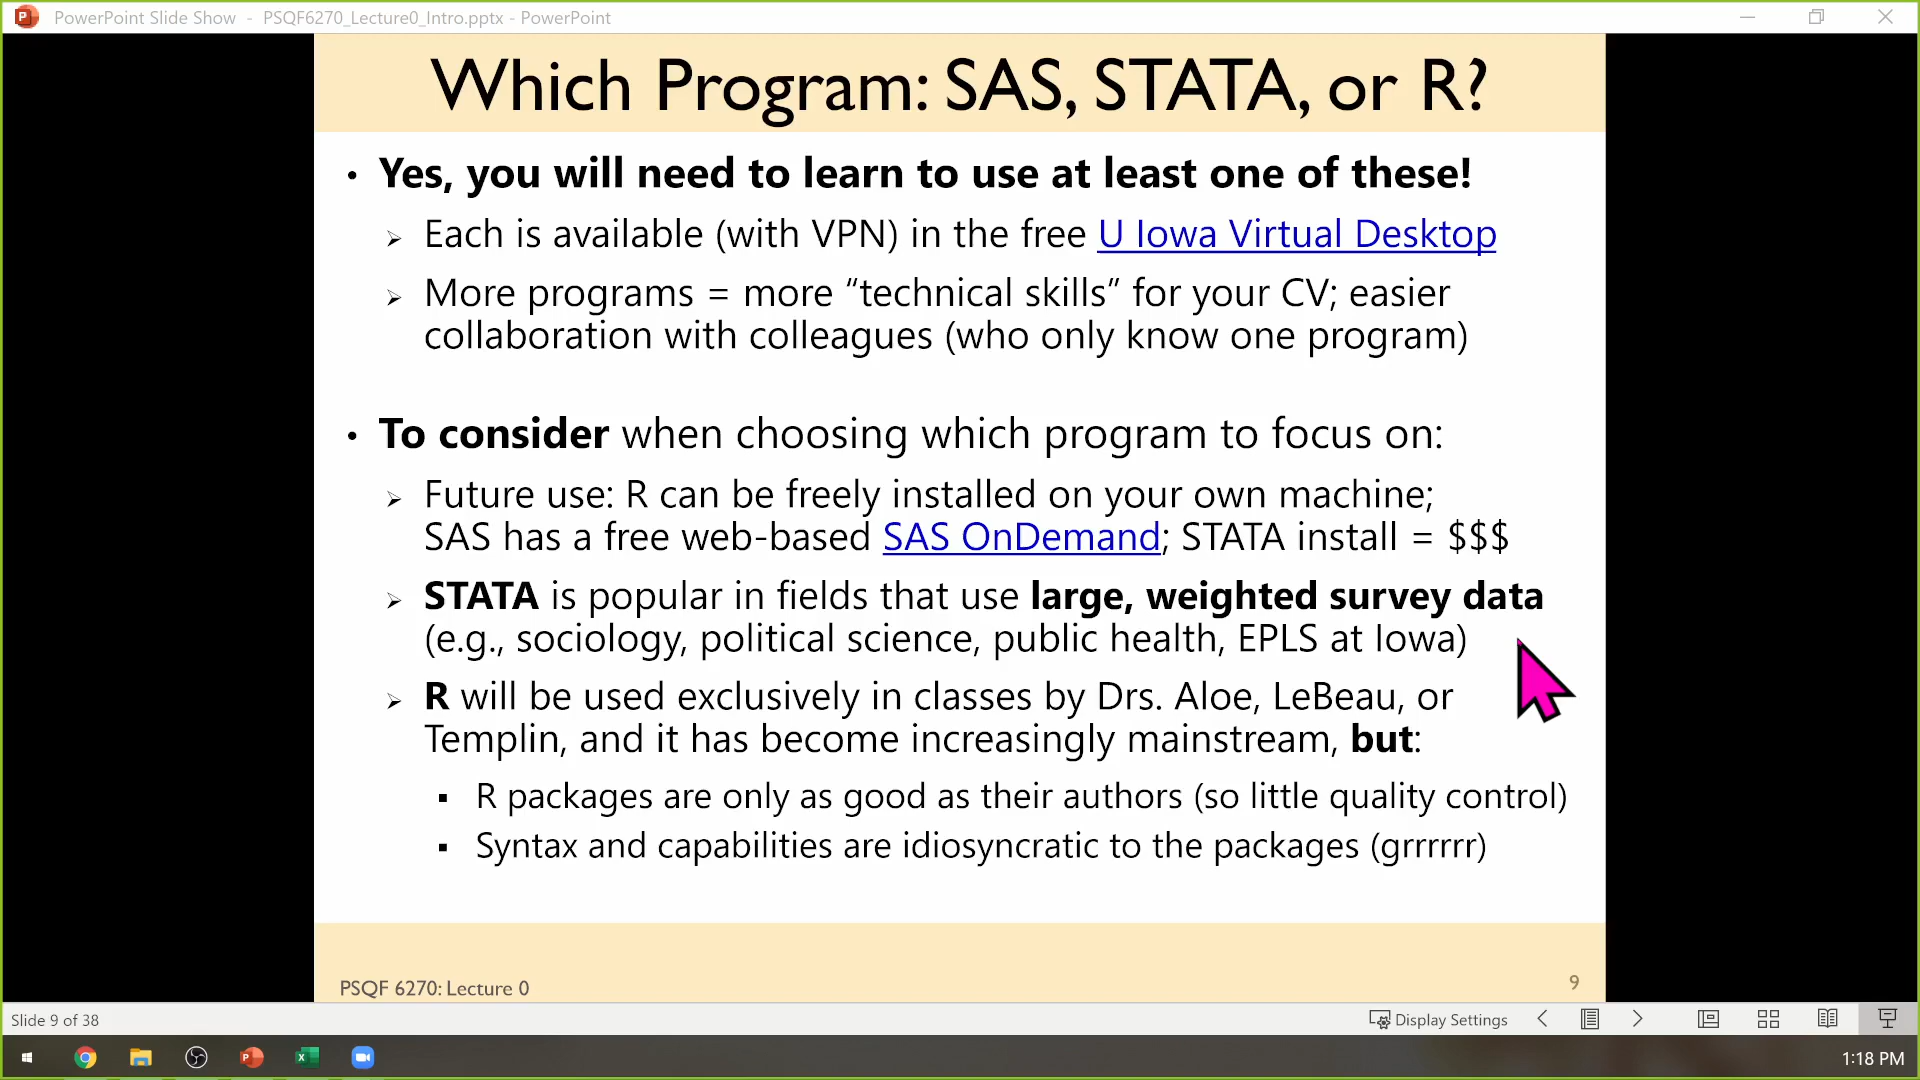 PowerPoint Slide Show - PSQF6270_Lecture0_Intro.pptx - PowerPoint
Which Program: SAS, STATA, or R?
• Yes, you will need to learn to use at least one of these!
➢ Each is available (with VPN) in the free U Iowa Virtual Desktop
➢ More programs = more “technical skills” for your CV; easier
collaboration with colleagues (who only know one program)
• To consider when choosing which program to focus on:
➢ Future use: R can be freely installed on your own machine;
SAS has a free web-based SAS OnDemand; STATA install = $$$
➢ STATA is popular in fields that use large, weighted survey data
(e.g., sociology, political science, public health, EPLS at Iowa)
➢ R will be used exclusively in classes by Drs. Aloe, LeBeau, or
Templin, and it has become increasingly mainstream, but:
▪ R packages are only as good as their authors (so little quality control)
▪ Syntax and capabilities are idiosyncratic to the packages (grrrrrr)
PSQF 6270: Lecture 0
9
Slide 9 of 38
Display Settings
1:18 PM